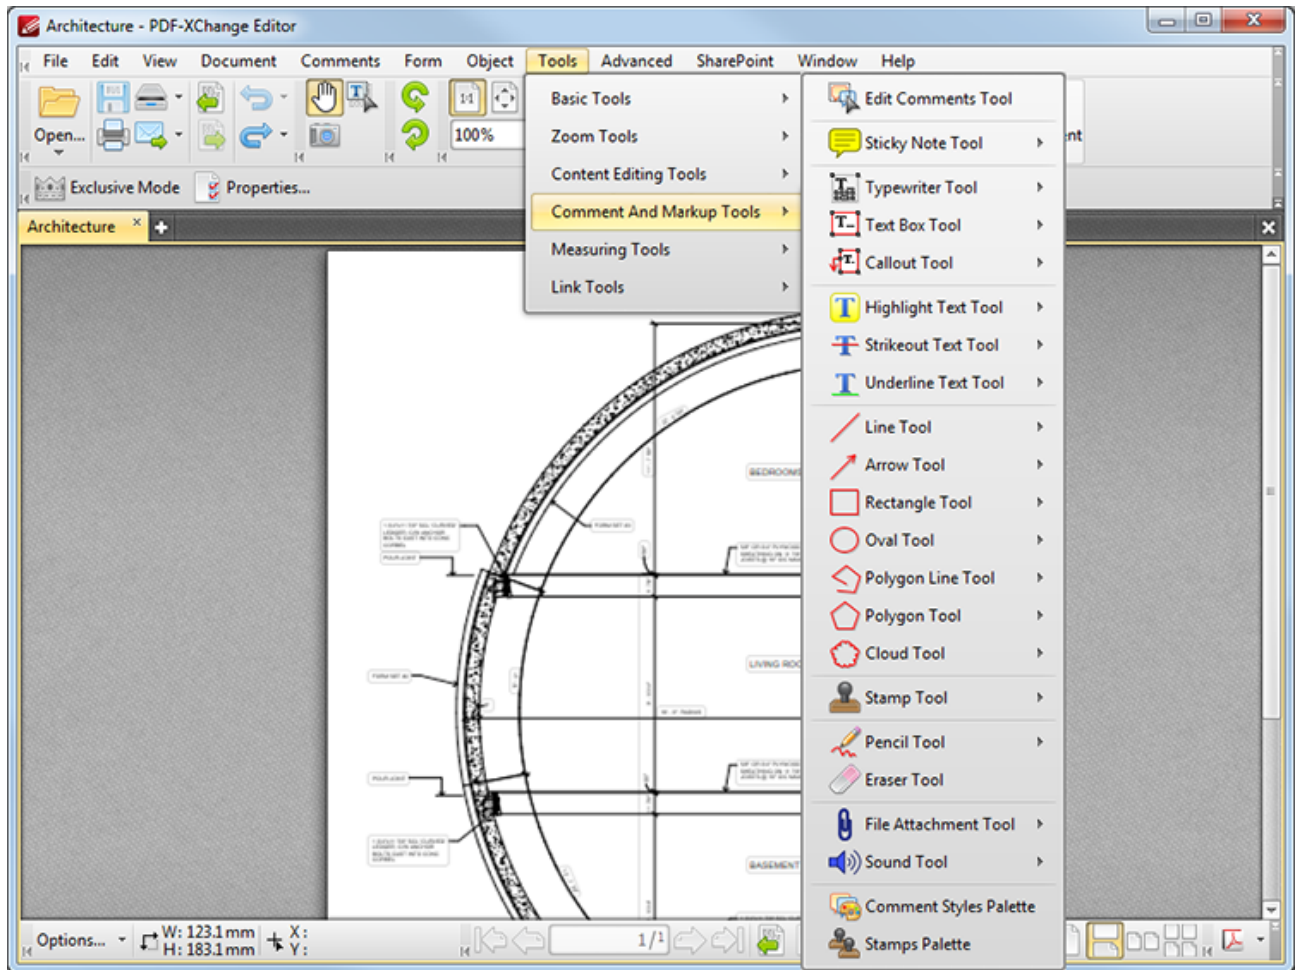 Architecture - PDF-XChange Editor
File Edit View Document Comments Form Object Tools Advanced SharePoint Window Help
Open...
100%
Exclusive Mode Properties...
Architecture
Basic Tools
Zoom Tools
Content Editing Tools
Comment And Markup Tools
Measuring Tools
Link Tools
Edit Comments Tool
Sticky Note Tool
Typewriter Tool
Text Box Tool
Callout Tool
Highlight Text Tool
Strikeout Text Tool
Underline Text Tool
Line Tool
Arrow Tool
Rectangle Tool
Oval Tool
Polygon Line Tool
Polygon Tool
Cloud Tool
Stamp Tool
Pencil Tool
Eraser Tool
File Attachment Tool
Sound Tool
Comment Styles Palette
Stamps Palette
BASEMENT
Options... W: 123.1 mm X:
H: 183.1 mm Y:
1/1